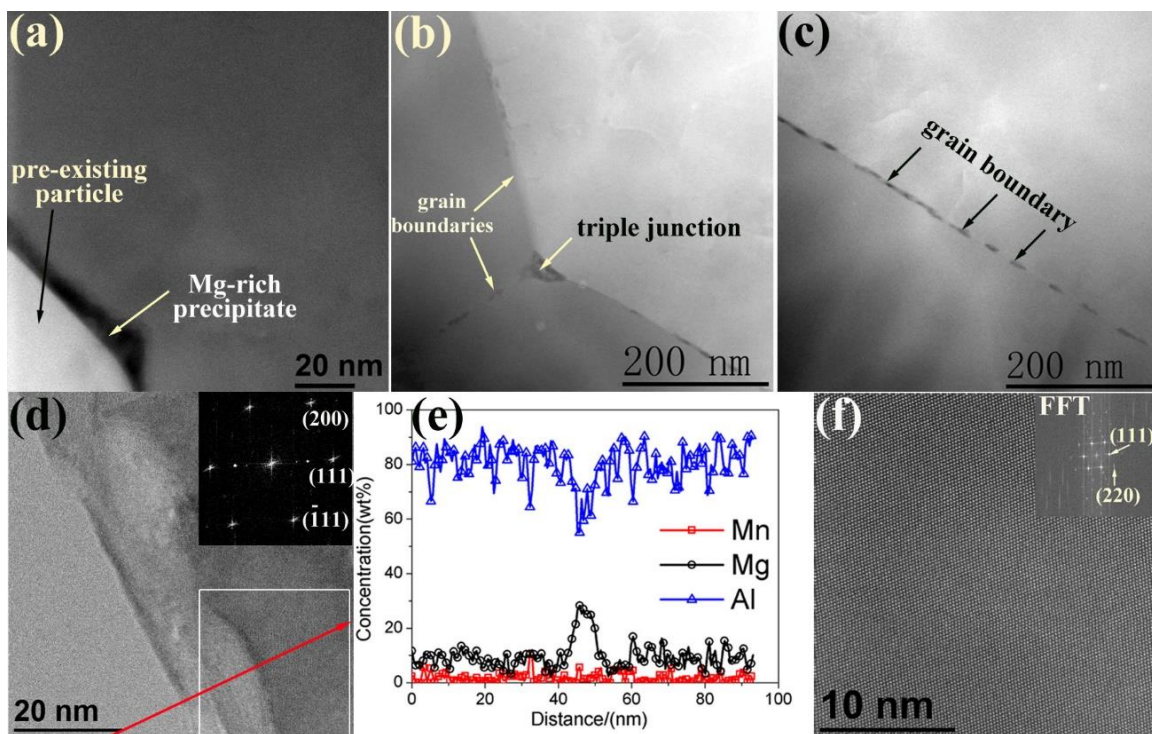 (a)
pre-existing
particle
Mg-rich
precipitate
20 nm
(b)
grain
boundaries
triple junction
200 nm
(c)
grain boundary
200 nm
(d)
(200)
(111)
(1̄11)
20 nm
(e)
100
80
60
40
20
0
Concentration(wt%)
Mn
Mg
Al
0 20 40 60 80 100
Distance/(nm)
(f)
FFT
(111)
(220)
10 nm